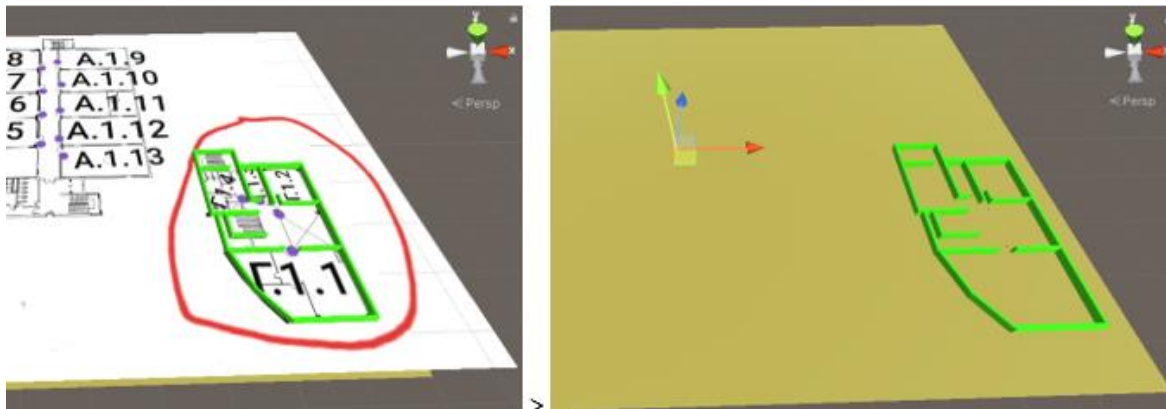 y
x
< Persp
8 A.1.9
7 A.1.10
6 A.1.11
5 A.1.12
A.1.13
Γ.1.2
Γ.1.1
>
y
x
< Persp